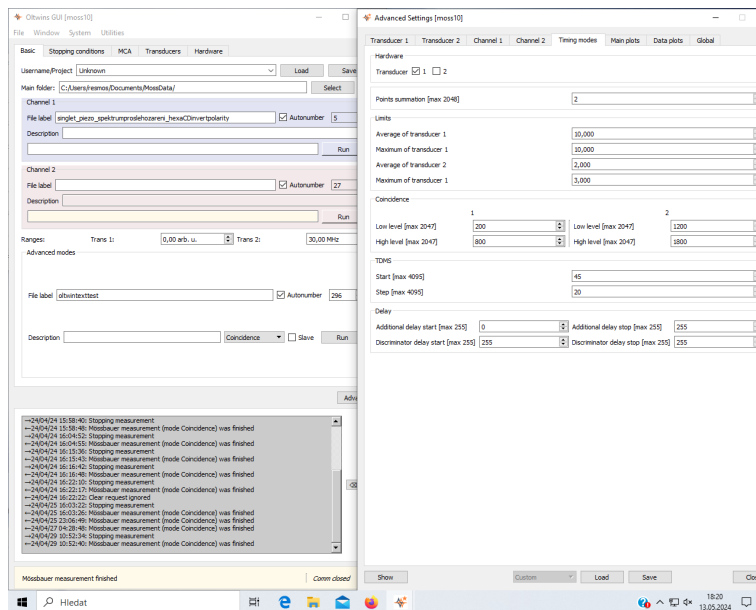 Oltwins GUI [moss10]
File Window System Utilities
Basic Stopping conditions MCA Transducers Hardware
Username/Project Unknown Load Save
Main folder: C:/Users/resmos/Documents/MossData/ Select
Channel 1
File label singlet_piezo_spektrumproslehozareni_hexaCDinvertpolarity Autonumber 5
Description
Run
Channel 2
File label Autonumber 27
Description
Run
Ranges: Trans 1: 0,00 arb. u. Trans 2: 30,00 MHz
Advanced modes
File label oltwintexttest Autonumber 296
Description Coincidence Slave Run
Adv
→24/04/24 15:58:40: Stopping measurement
←24/04/24 15:58:48: Mössbauer measurement (mode Coincidence) was finished
→24/04/24 16:04:52: Stopping measurement
←24/04/24 16:04:55: Mössbauer measurement (mode Coincidence) was finished
→24/04/24 16:15:36: Stopping measurement
←24/04/24 16:15:43: Mössbauer measurement (mode Coincidence) was finished
→24/04/24 16:16:42: Stopping measurement
←24/04/24 16:16:48: Mössbauer measurement (mode Coincidence) was finished
→24/04/24 16:22:10: Stopping measurement
←24/04/24 16:22:17: Mössbauer measurement (mode Coincidence) was finished
→24/04/24 16:22:22: Clear request ignored
→24/04/25 16:03:22: Stopping measurement
←24/04/25 16:03:26: Mössbauer measurement (mode Coincidence) was finished
←24/04/25 23:06:49: Mössbauer measurement (mode Coincidence) was finished
←24/04/27 04:28:48: Mössbauer measurement (mode Coincidence) was finished
→24/04/29 10:52:34: Stopping measurement
←24/04/29 10:52:40: Mössbauer measurement (mode Coincidence) was finished
Mössbauer measurement finished Comm closed
Advanced Settings [moss10]
Transducer 1 Transducer 2 Channel 1 Channel 2 Timing modes Main plots Data plots Global
Hardware
Transducer 1 2
Points summation [max 2048] 2
Limits
Average of transducer 1 10,000
Maximum of transducer 1 10,000
Average of transducer 2 2,000
Maximum of transducer 1 3,000
Coincidence
1 2
Low level [max 2047] 200 Low level [max 2047] 1200
High level [max 2047] 800 High level [max 2047] 1800
TDMS
Start [max 4095] 45
Step [max 4095] 20
Delay
Additional delay start [max 255] 0 Additional delay stop [max 255] 255
Discriminator delay start [max 255] 255 Discriminator delay stop [max 255] 255
Show Custom Load Save Clo
Hledat
18:20
13.05.2024